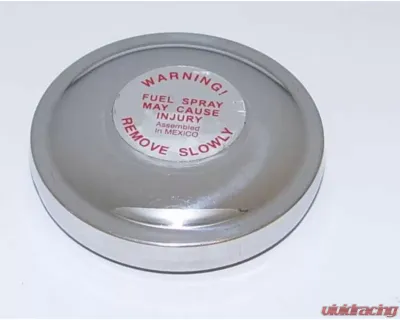 WARNING!
FUEL SPRAY
MAY CAUSE
INJURY
Assembled
in MEXICO
REMOVE SLOWLY
vividracing